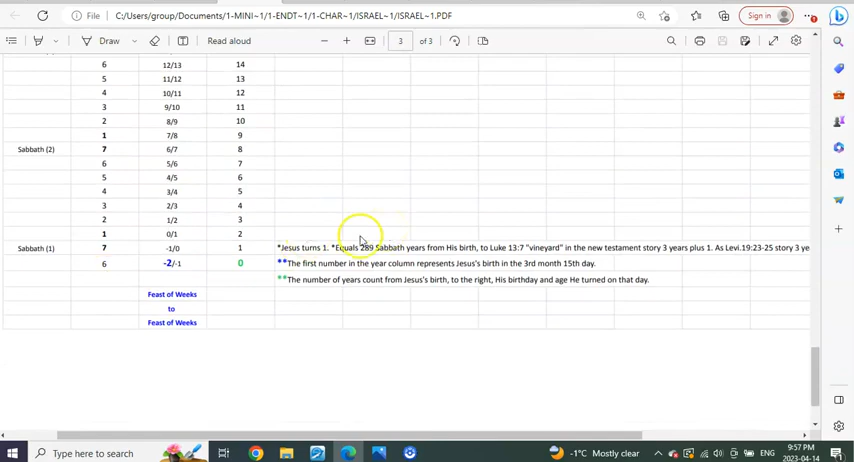 C:/Users/group/Documents/1-MINI~1/1-ENDT~1/1-CHAR~1/ISRAEL~1/ISRAEL~1.PDF
Sign in
Draw
Read aloud
3 of 3
6 12/13 14
5 11/12 13
4 10/11 12
3 9/10 11
2 8/9 10
1 7/8 9
Sabbath (2) 7 6/7 8
6 5/6 7
5 4/5 6
4 3/4 5
3 2/3 4
2 1/2 3
1 0/1 2
Sabbath (1) 7 -1/0 1 *Jesus turns 1. *Equals 289 Sabbath years from His birth, to Luke 13:7 "vineyard" in the new testament story 3 years plus 1. As Levi.19:23-25 story 3 ye
6 -2/-1 0 **The first number in the year column represents Jesus's birth in the 3rd month 15th day.
**The number of years count from Jesus's birth, to the right, His birthday and age He turned on that day.
Feast of Weeks
to
Feast of Weeks
Type here to search
-1°C Mostly clear
ENG
9:57 PM
2023-04-14